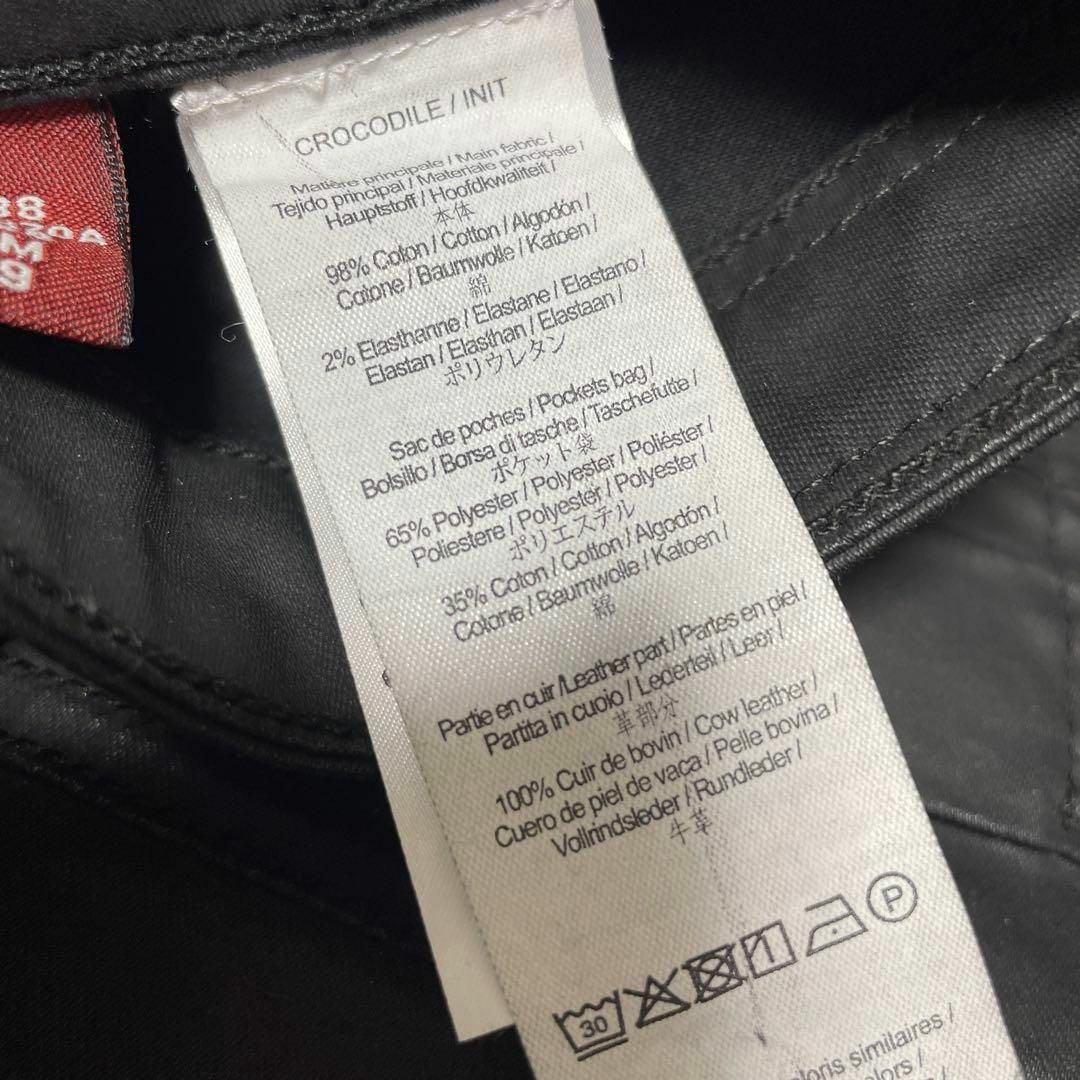 CROCODILE / INIT
Matière principale / Main fabric /
Tejido principal / Materiale principale /
Hauptstoff / Hoofdkwaliteit /
本体
98% Coton / Cotton / Algodón /
Cotone / Baumwolle / Katoen /
綿
2% Elasthanne / Elastane / Elastano /
Elastan / Elasthan / Elastaan /
ポリウレタン
Sac de poches / Pockets bag /
Bolsillo / Borsa di tasche / Taschefutte /
ポケット袋
65% Polyester / Polyester / Poliéster /
Poliestere / Polyester / Polyester /
ポリエステル
35% Coton / Cotton / Algodón /
Cotone / Baumwolle / Katoen /
綿
Partie en cuir /Leather part / Partes en piel /
Partita in cuoio / Lederteil / Leer /
革部分
100% Cuir de bovin / Cow leather /
Cuero de piel de vaca / Pelle bovina /
Vollrindsleder / Rundleder /
牛革
30 P
similaires /
M